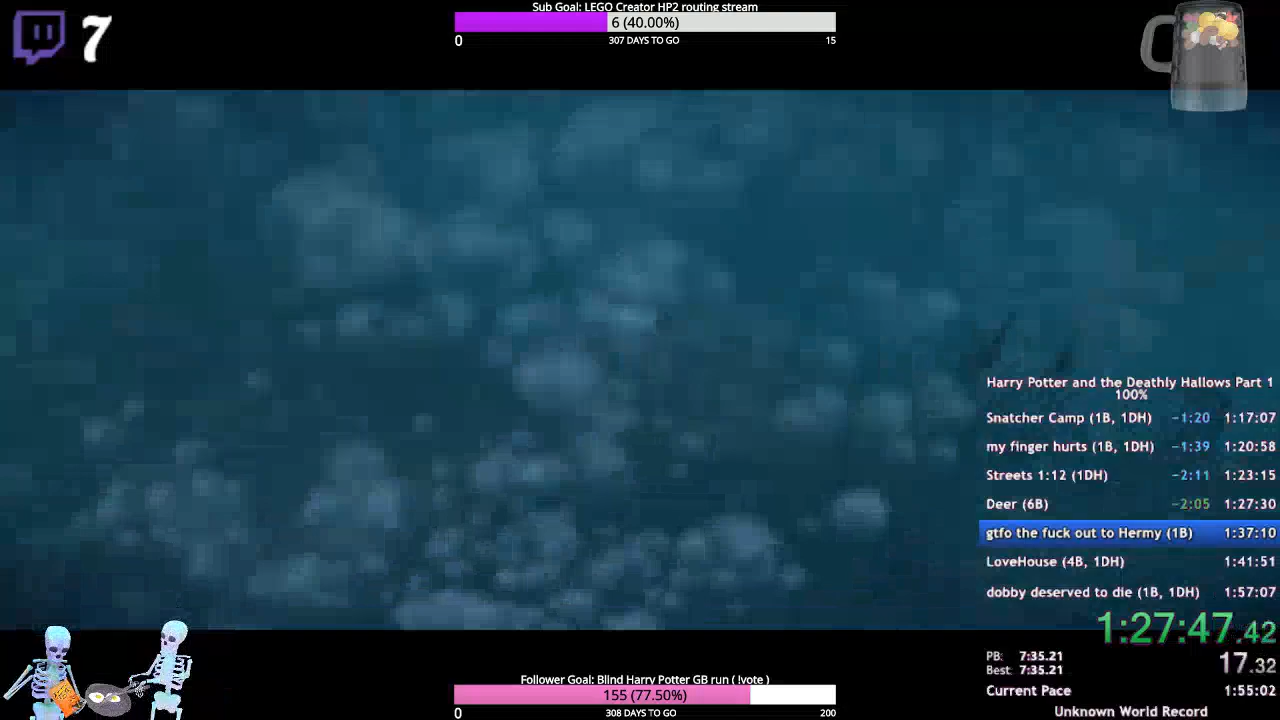 Sub Goal: LEGO Creator HP2 routing stream
6 (40.00%)
0 307 DAYS TO GO 15
7
Harry Potter and the Deathly Hallows Part 1
100%
Snatcher Camp (1B, 1DH) -1:20 1:17:07
my finger hurts (1B, 1DH) -1:39 1:20:58
Streets 1:12 (1DH) -2:11 1:23:15
Deer (6B) -2:05 1:27:30
gtfo the fuck out to Hermy (1B) 1:37:10
LoveHouse (4B, 1DH) 1:41:51
dobby deserved to die (1B, 1DH) 1:57:07
1:27:47.42
PB: 7:35.21
Best: 7:35.21
17.32
Current Pace 1:55:02
Unknown World Record
Follower Goal: Blind Harry Potter GB run ( !vote )
155 (77.50%)
0 308 DAYS TO GO 200